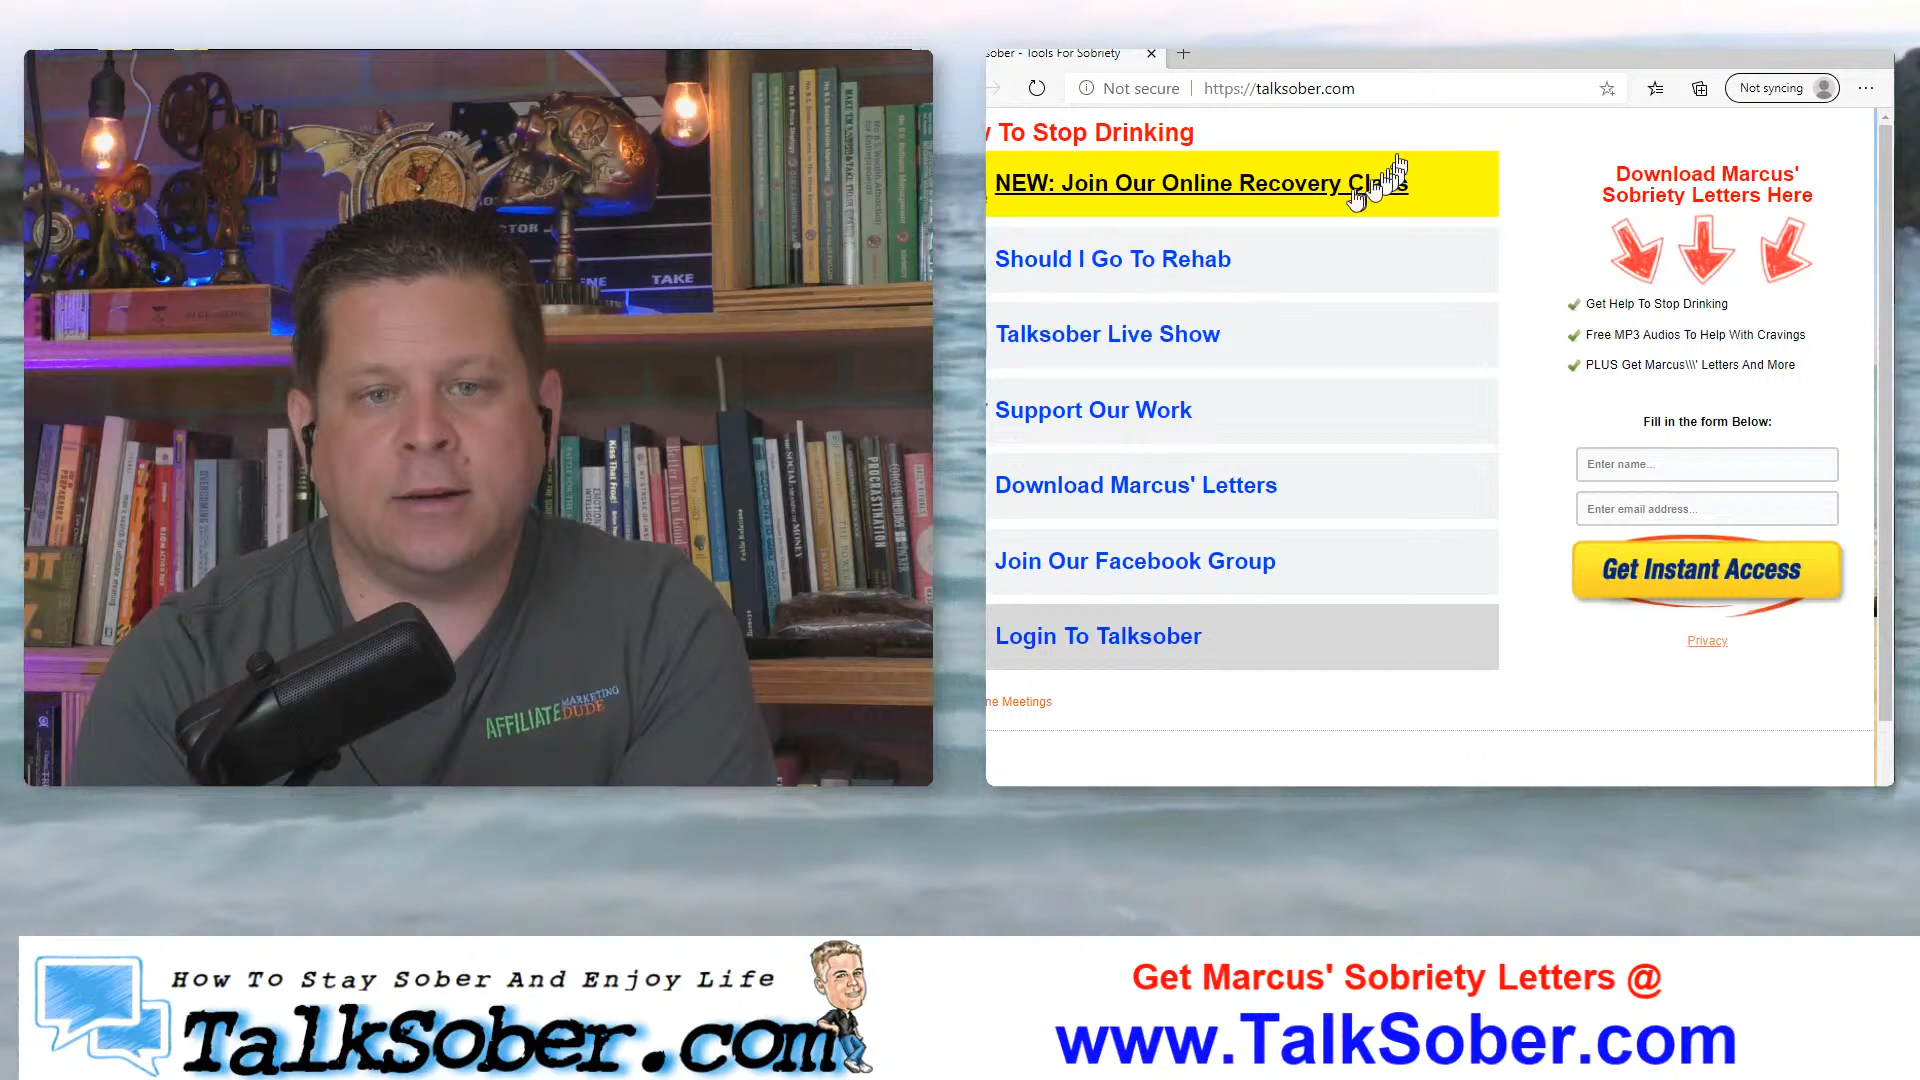 sober - Tools For Sobriety
Not secure
https://talksober.com
Not syncing
To Stop Drinking
NEW: Join Our Online Recovery
Should I Go To Rehab
Talksober Live Show
Support Our Work
Download Marcus' Letters
Join Our Facebook Group
Login To Talksober
ne Meetings
Download Marcus'
Sobriety Letters Here
Get Help To Stop Drinking
Free MP3 Audios To Help With Cravings
PLUS Get Marcus\\\' Letters And More
Fill in the form Below:
Enter name...
Enter email address...
Get Instant Access
Privacy
TAKE
Kiss That Frog!
PROCRASTINATION
AFFILIATE
MARKETING
DUDE
How To Stay Sober And Enjoy Life
TalkSober.com
Get Marcus' Sobriety Letters @
www.TalkSober.com